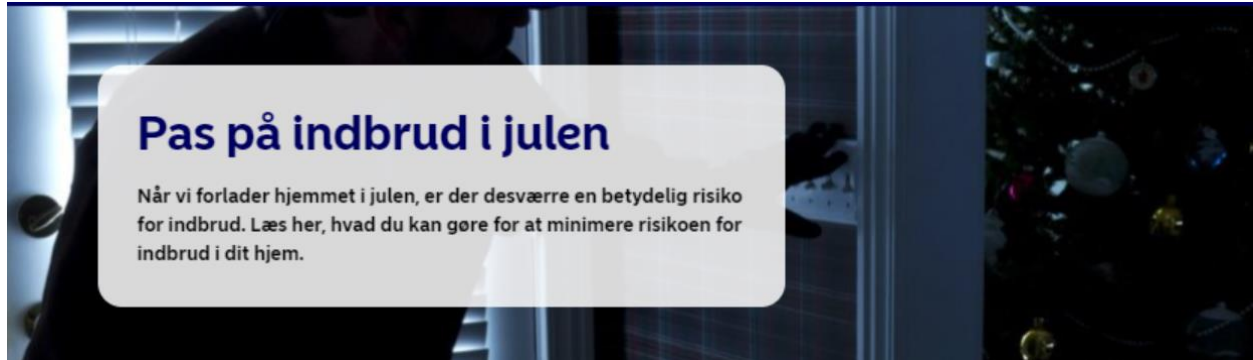 Pas på indbrud i julen
Når vi forlader hjemmet i julen, er der desværre en betydelig risiko
for indbrud. Læs her, hvad du kan gøre for at minimere risikoen for
indbrud i dit hjem.